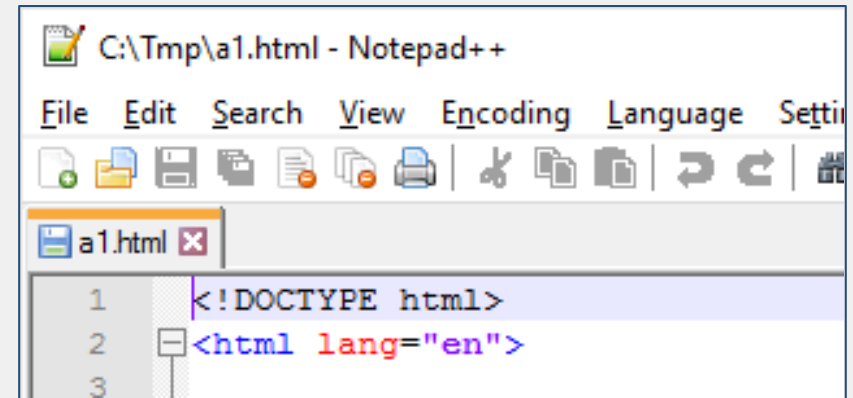 C:\Tmp\a1.html - Notepad++
File Edit Search View Encoding Language
a1.html
1 <!DOCTYPE html>
2 <html lang="en">
3